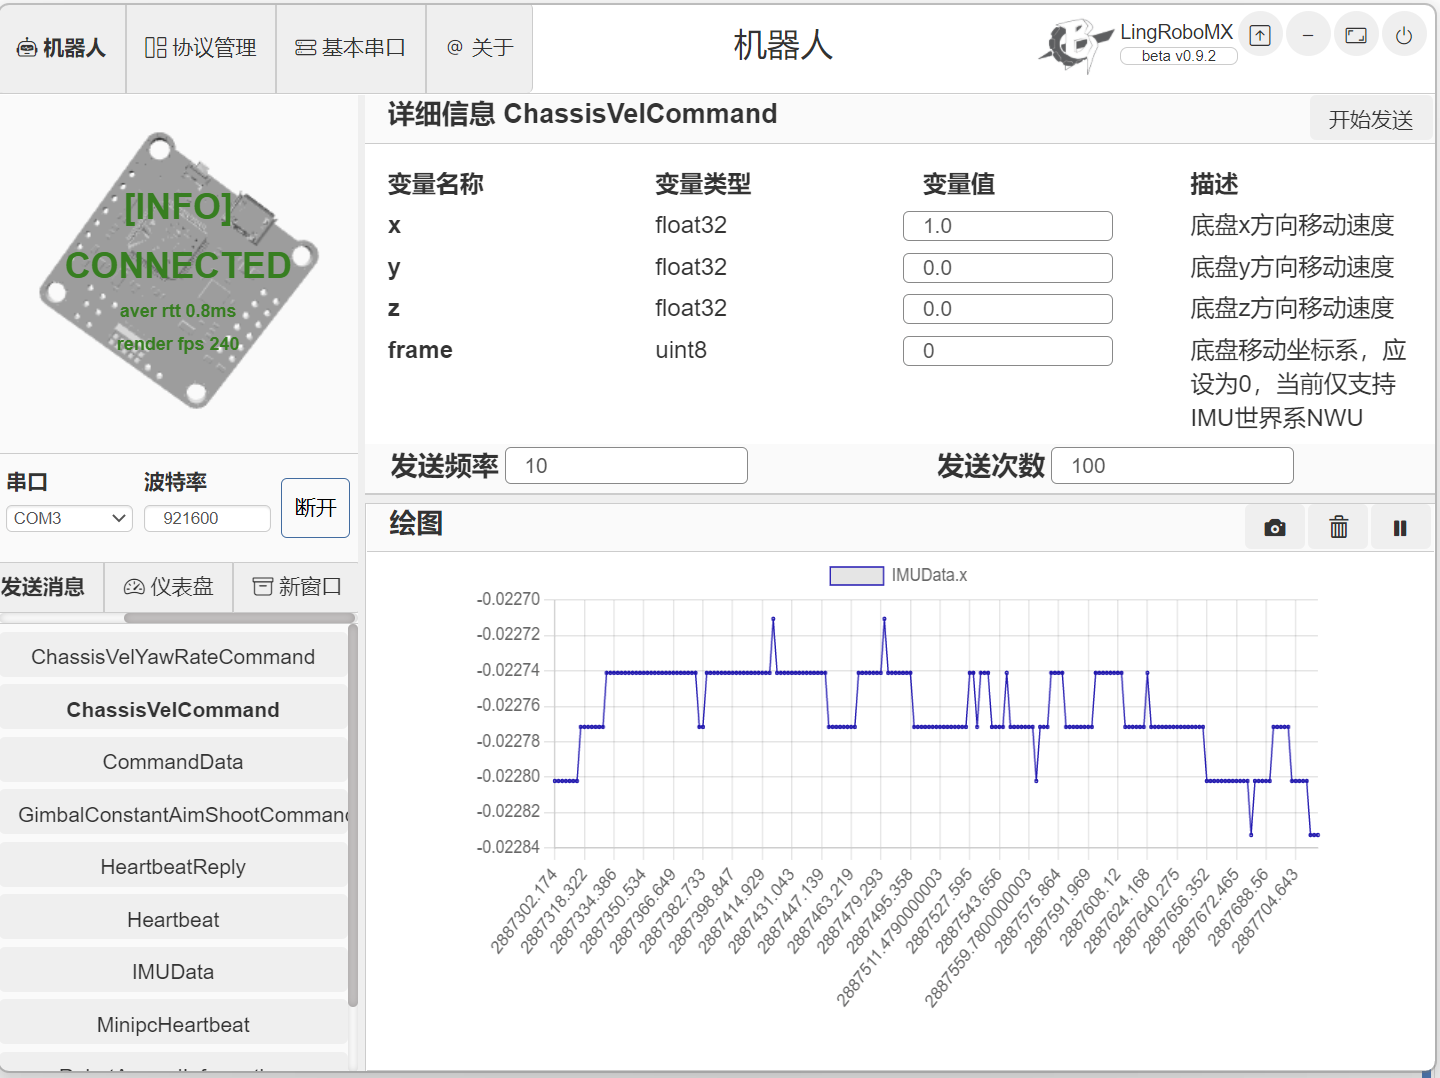 机器人
协议管理
基本串口
@ 关于
机器人
LingRoboMX
beta v0.9.2
[INFO]
CONNECTED
aver rtt 0.8ms
render fps 240
串口
波特率
COM3
921600
断开
发送消息
仪表盘
新窗口
ChassisVelYawRateCommand
ChassisVelCommand
CommandData
GimbalConstantAimShootCommand
HeartbeatReply
Heartbeat
IMUData
MinipcHeartbeat
详细信息 ChassisVelCommand
开始发送
变量名称 变量类型 变量值 描述
x float32 1.0 底盘x方向移动速度
y float32 0.0 底盘y方向移动速度
z float32 0.0 底盘z方向移动速度
frame uint8 0 底盘移动坐标系，应
设为0，当前仅支持
IMU世界系NWU
发送频率 10 发送次数 100
绘图
IMUData.x
-0.02270
-0.02272
-0.02274
-0.02276
-0.02278
-0.02280
-0.02282
-0.02284
2887302.174
2887318.322
2887334.386
2887350.534
2887366.649
2887382.733
2887398.847
2887414.929
2887431.043
2887447.139
2887463.219
2887479.293
2887495.358
2887511.4790000003
2887527.595
2887543.656
2887559.7800000003
2887575.864
2887591.969
2887608.12
2887624.168
2887640.275
2887656.352
2887672.465
2887688.56
2887704.643